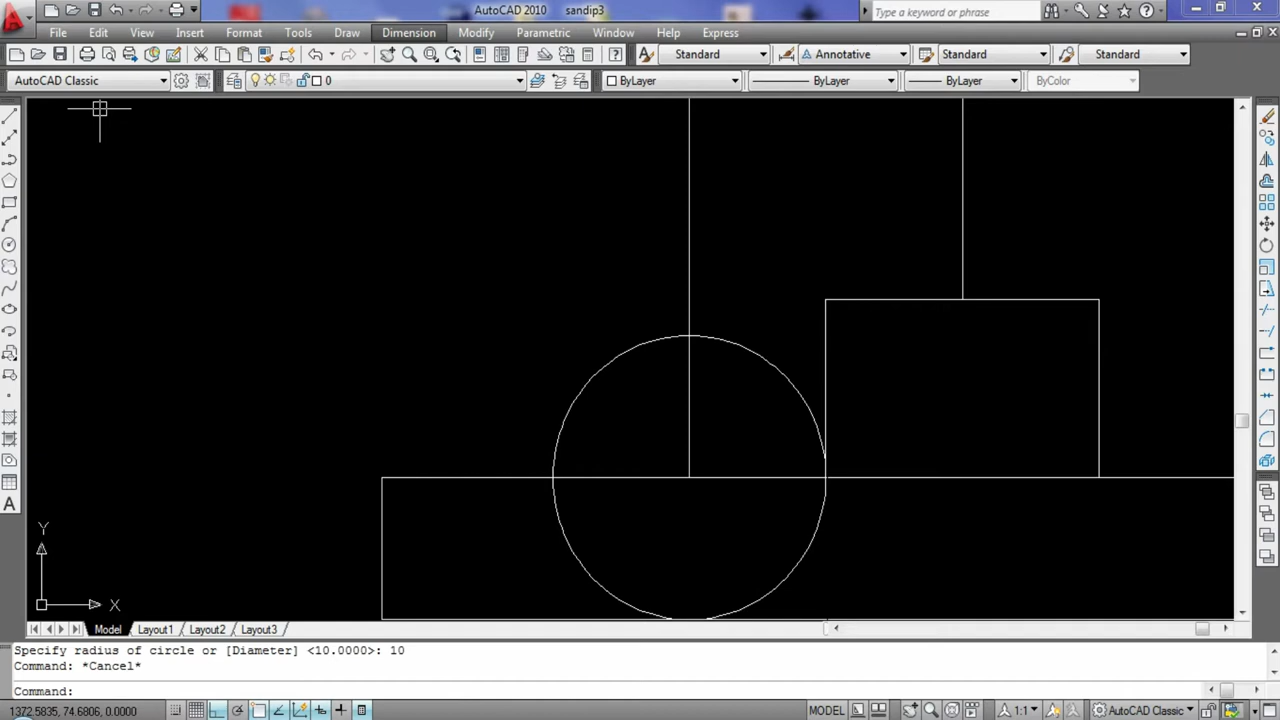 AutoCAD 2010 sandip3
Type a keyword or phrase
File Edit View Insert Format Tools Draw Dimension Modify Parametric Window Help Express
Standard Annotative Standard Standard
AutoCAD Classic 0 ByLayer ByLayer ByLayer ByColor
Y
X
A
Model Layout1 Layout2 Layout3
Specify radius of circle or [Diameter] <10.0000>: 10
Command: *Cancel*
Command:
1372.5835, 74.6806, 0.0000 MODEL 1:1 AutoCAD Classic